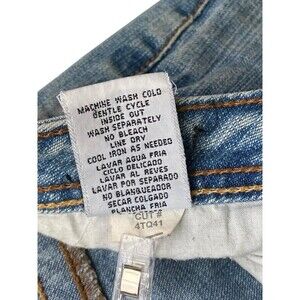 MACHINE WASH COLD
GENTLE CYCLE
INSIDE OUT
WASH SEPARATELY
NO BLEACH
LINE DRY
COOL IRON AS NEEDED
LAVAR AGUA FRIA
CICLO DELICADO
LAVAR AL REVES
LAVAR POR SEPARADO
NO BLANQUEADOR
SECAR COLGADO
PLANCHA FRIA
CUT#
4TQ41